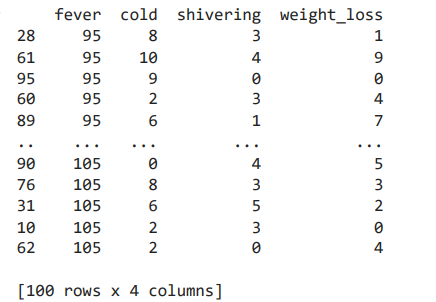 fever cold shivering weight_loss
28 95 8 3 1
61 95 10 4 9
95 95 9 0 0
60 95 2 3 4
89 95 6 1 7
.. ... ... ... ...
90 105 0 4 5
76 105 8 3 3
31 105 6 5 2
10 105 2 3 0
62 105 2 0 4
[100 rows x 4 columns]